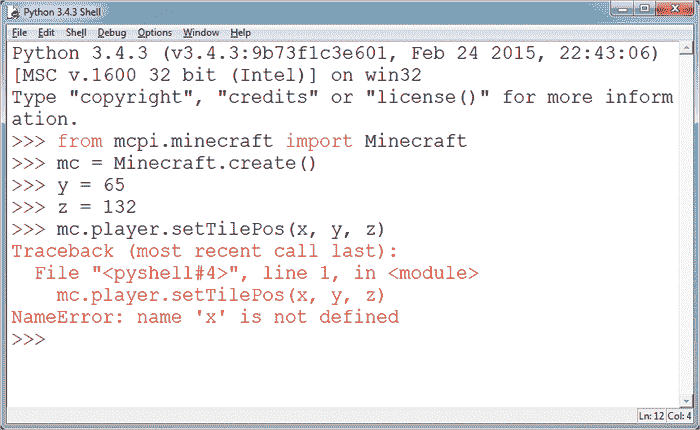 Python 3.4.3 Shell
File Edit Shell Debug Options Window Help
Python 3.4.3 (v3.4.3:9b73f1c3e601, Feb 24 2015, 22:43:06)
[MSC v.1600 32 bit (Intel)] on win32
Type "copyright", "credits" or "license()" for more inform
ation.
>>> from mcpi.minecraft import Minecraft
>>> mc = Minecraft.create()
>>> y = 65
>>> z = 132
>>> mc.player.setTilePos(x, y, z)
Traceback (most recent call last):
  File "<pyshell#4>", line 1, in <module>
    mc.player.setTilePos(x, y, z)
NameError: name 'x' is not defined
>>>
Ln: 12 Col: 4